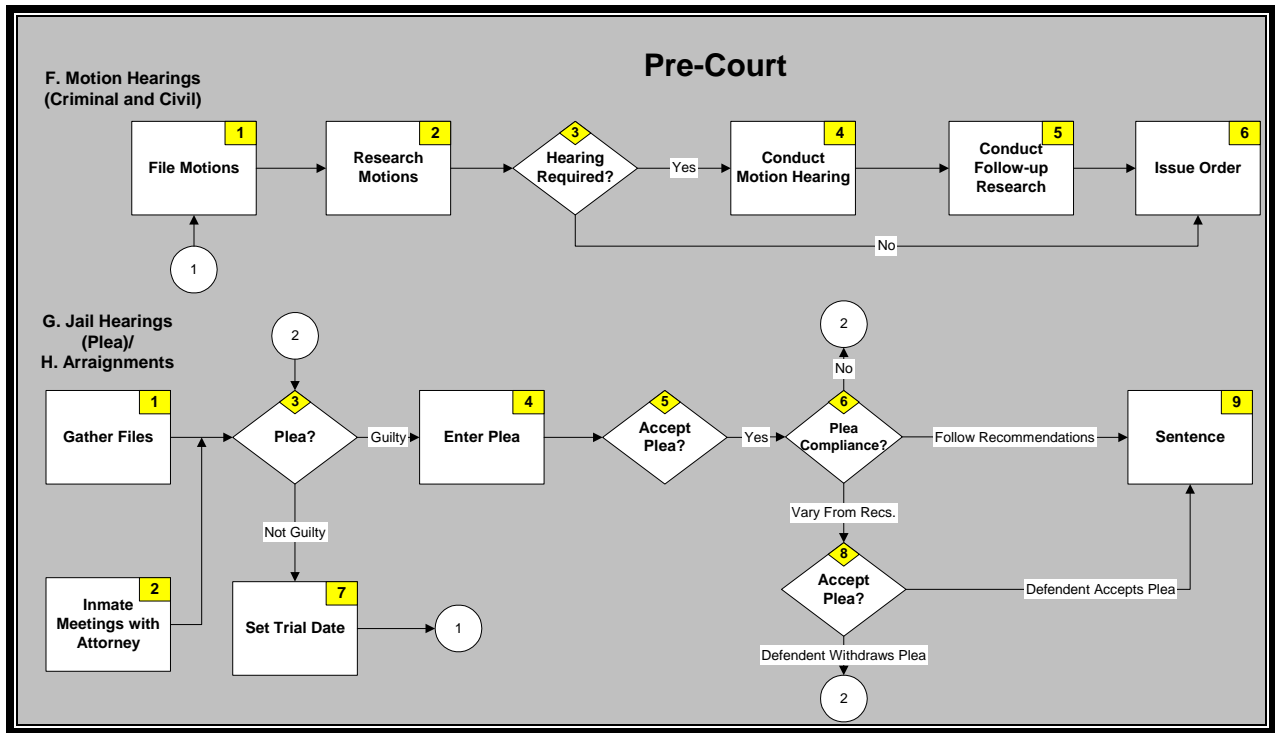 Pre-Court
F. Motion Hearings
(Criminal and Civil)
1
File Motions
2
Research
Motions
3
Hearing
Required?
Yes
4
Conduct
Motion Hearing
5
Conduct
Follow-up
Research
6
Issue Order
No
1
G. Jail Hearings
(Plea)/
H. Arraignments
2
2
No
1
Gather Files
3
Plea?
Guilty
4
Enter Plea
5
Accept
Plea?
Yes
6
Plea
Compliance?
Follow Recommendations
9
Sentence
Not Guilty
Vary From Recs.
2
Inmate
Meetings with
Attorney
7
Set Trial Date
1
8
Accept
Plea?
Defendent Accepts Plea
Defendent Withdraws Plea
2